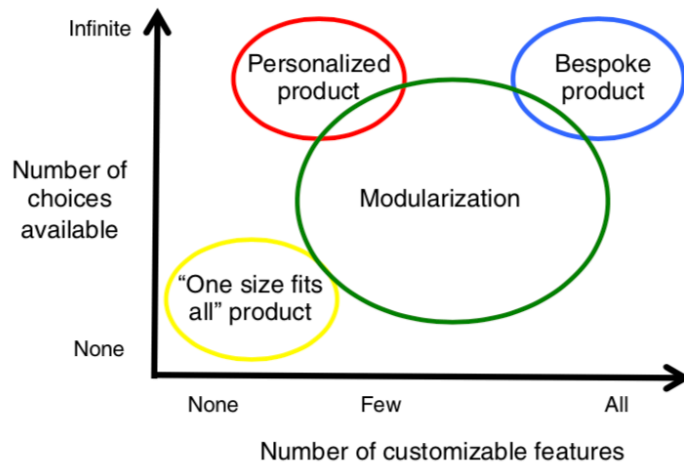 Infinite
Personalized
product
Bespoke
product
Number of
choices
available
Modularization
“One size fits
all” product
None
None
Few
All
Number of customizable features